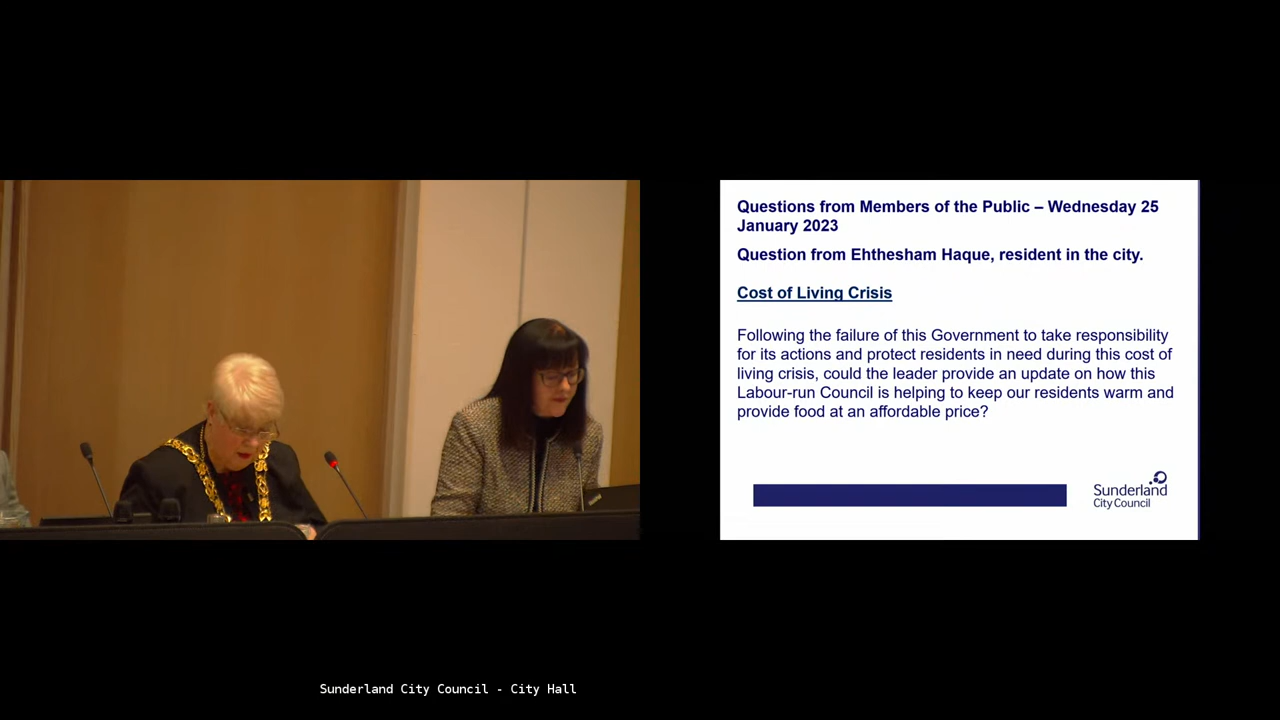 Questions from Members of the Public – Wednesday 25
January 2023
Question from Ehthesham Haque, resident in the city.
Cost of Living Crisis
Following the failure of this Government to take responsibility
for its actions and protect residents in need during this cost of
living crisis, could the leader provide an update on how this
Labour-run Council is helping to keep our residents warm and
provide food at an affordable price?
Sunderland
City Council
Sunderland City Council - City Hall